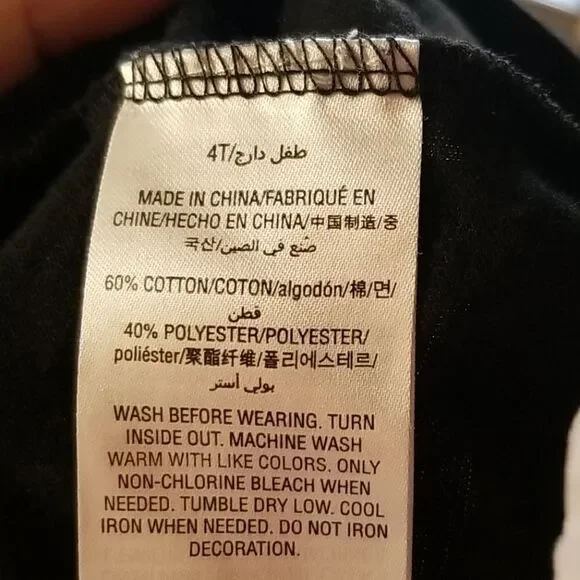 4T/طفل دارج
MADE IN CHINA/FABRIQUÉ EN
CHINE/HECHO EN CHINA/中国制造/중
국산/صُنع في الصين
60% COTTON/COTON/algodón/棉/면/
قطن
40% POLYESTER/POLYESTER/
poliéster/聚酯纤维/폴리에스테르/
بولي أستر
WASH BEFORE WEARING. TURN
INSIDE OUT. MACHINE WASH
WARM WITH LIKE COLORS. ONLY
NON-CHLORINE BLEACH WHEN
NEEDED. TUMBLE DRY LOW. COOL
IRON WHEN NEEDED. DO NOT IRON
DECORATION.